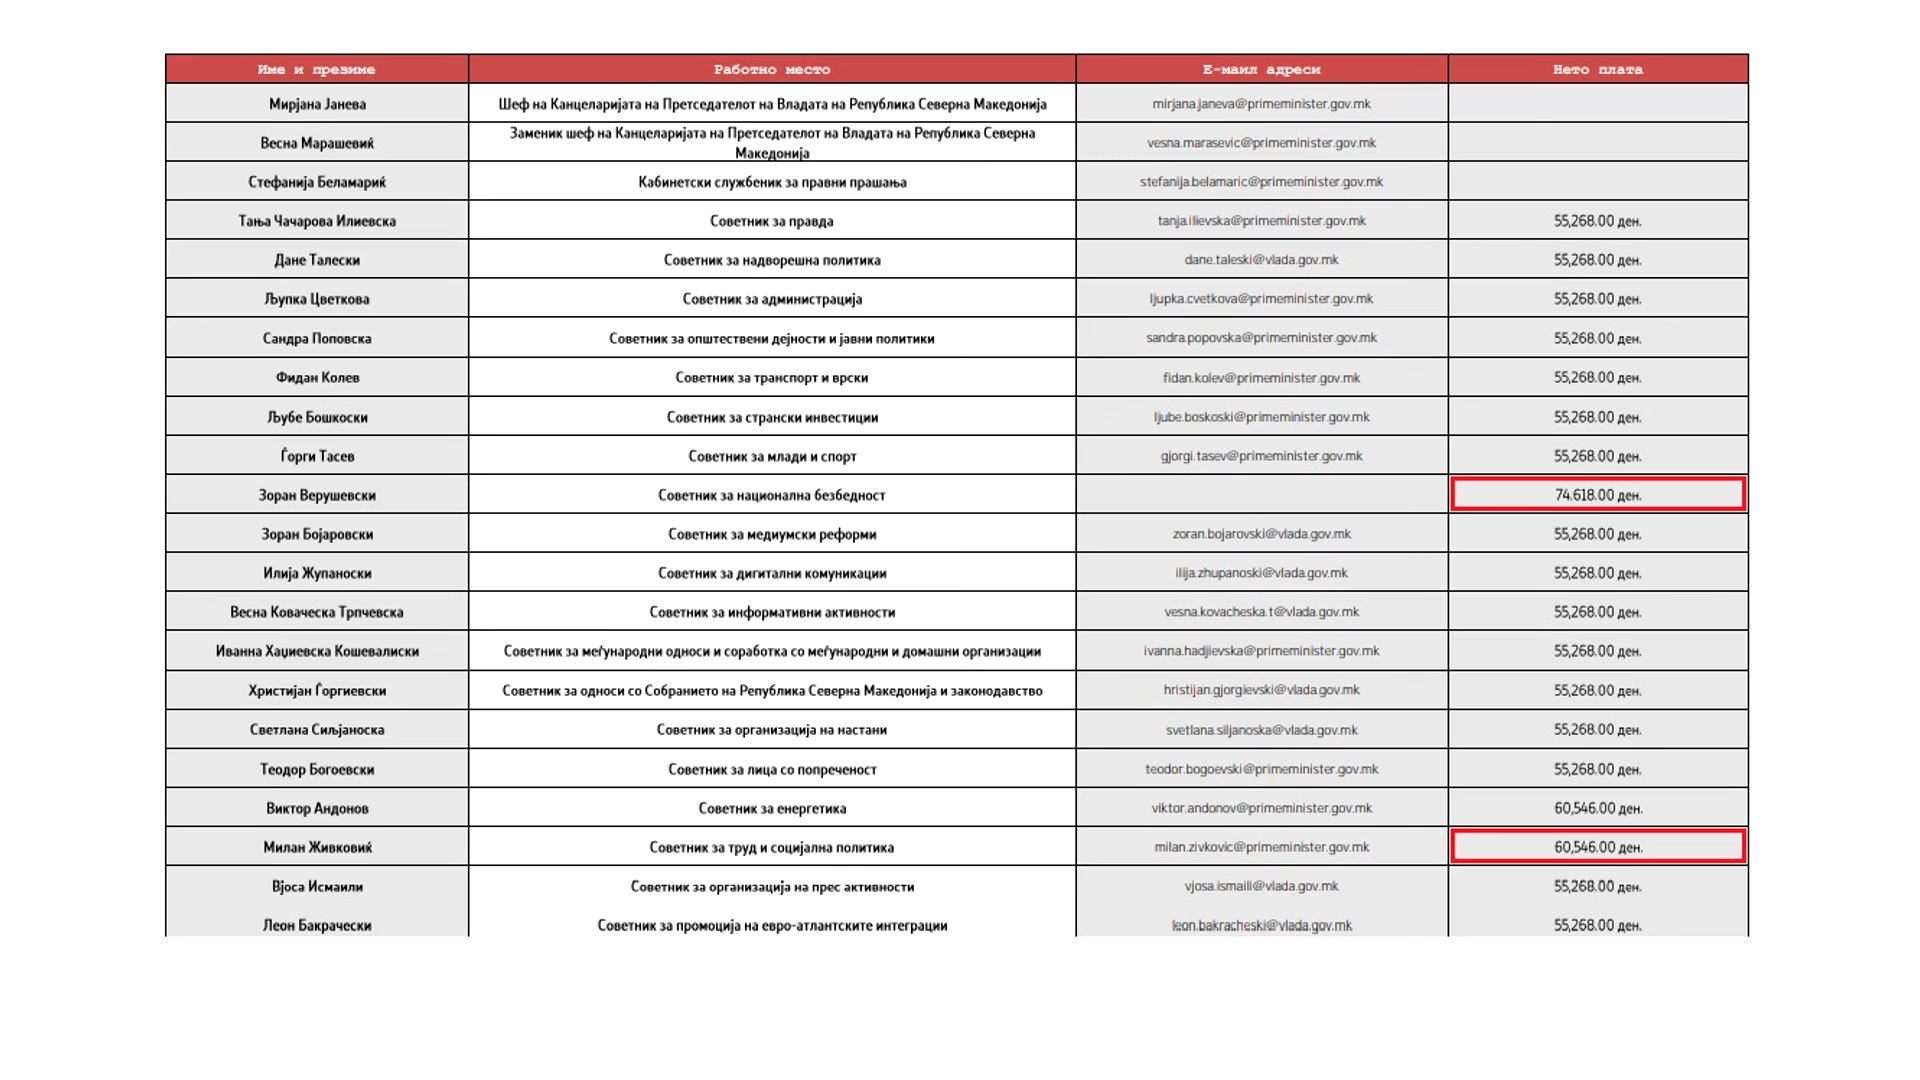 Име и презиме Работно место Е-маил адреси Нето плата
Мирјана Јанева Шеф на Канцеларијата на Претседателот на Владата на Република Северна Македонија mirjana.janeva@primeminister.gov.mk
Весна Марашевиќ Заменик шеф на Канцеларијата на Претседателот на Владата на Република Северна
Македонија vesna.marasevic@primeminister.gov.mk
Стефанија Беламариќ Кабинетски службеник за правни прашања stefanija.belamaric@primeminister.gov.mk
Тања Чачарова Илиевска Советник за правда tanja.ilievska@primeminister.gov.mk 55,268.00 ден.
Дане Талески Советник за надворешна политика dane.taleski@vlada.gov.mk 55,268.00 ден.
Љупка Цветкова Советник за администрација ljupka.cvetkova@primeminister.gov.mk 55,268.00 ден.
Сандра Поповска Советник за општествени дејности и јавни политики sandra.popovska@primeminister.gov.mk 55,268.00 ден.
Фидан Колев Советник за транспорт и врски fidan.kolev@primeminister.gov.mk 55,268.00 ден.
Љубе Бошкоски Советник за странски инвестиции ljube.boskoski@primeminister.gov.mk 55,268.00 ден.
Ѓорги Тасев Советник за млади и спорт gjorgi.tasev@primeminister.gov.mk 55,268.00 ден.
Зоран Верушевски Советник за национална безбедност 74.618.00 ден.
Зоран Бојаровски Советник за медиумски реформи zoran.bojarovski@vlada.gov.mk 55,268.00 ден.
Илија Жупаноски Советник за дигитални комуникации ilija.zhupanoski@vlada.gov.mk 55,268.00 ден.
Весна Коваческа Трпчевска Советник за информативни активности vesna.kovacheska.t@vlada.gov.mk 55,268.00 ден.
Иванна Хаџиевска Кошевалиски Советник за меѓународни односи и соработка со меѓународни и домашни организации ivanna.hadjievska@primeminister.gov.mk 55,268.00 ден.
Христијан Ѓоргиевски Советник за односи со Собранието на Република Северна Македонија и законодавство hristijan.gjorgievski@vlada.gov.mk 55,268.00 ден.
Светлана Силјаноска Советник за организација на настани svetlana.siljanoska@vlada.gov.mk 55,268.00 ден.
Теодор Богоевски Советник за лица со попреченост teodor.bogoevski@primeminister.gov.mk 55,268.00 ден.
Виктор Андонов Советник за енергетика viktor.andonov@primeminister.gov.mk 60,546.00 ден.
Милан Живковиќ Советник за труд и социјална политика milan.zivkovic@primeminister.gov.mk 60,546.00 ден.
Вјоса Исмаили Советник за организација на прес активности vjosa.ismaili@vlada.gov.mk 55,268.00 ден.
Леон Бакрачески Советник за промоција на евро-атлантските интеграции leon.bakracheski@vlada.gov.mk 55,268.00 ден.